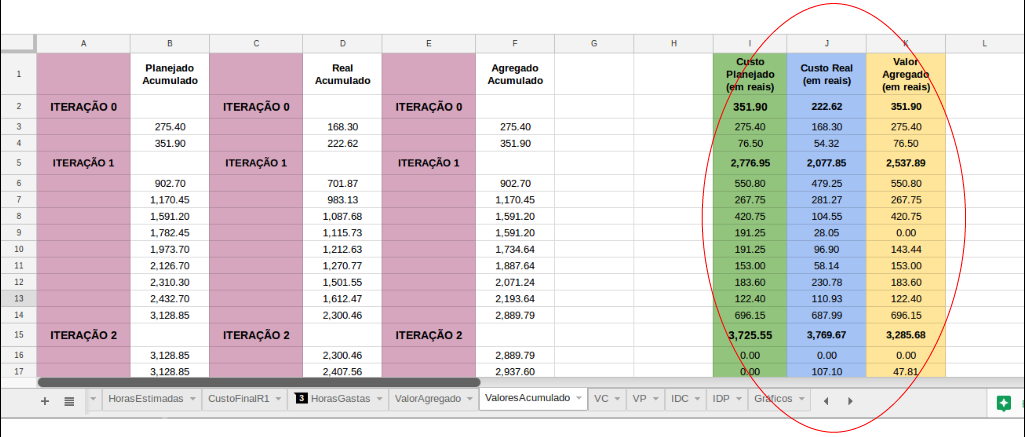 A B C D E F G H I J K L
1 Planejado Acumulado Real Acumulado Agregado Acumulado Custo Planejado (em reais) Custo Real (em reais) Valor Agregado (em reais)
2 ITERAÇÃO 0 ITERAÇÃO 0 ITERAÇÃO 0 351.90 222.62 351.90
3 275.40 168.30 275.40 275.40 168.30 275.40
4 351.90 222.62 351.90 76.50 54.32 76.50
5 ITERAÇÃO 1 ITERAÇÃO 1 ITERAÇÃO 1 2,776.95 2,077.85 2,537.89
6 902.70 701.87 902.70 550.80 479.25 550.80
7 1,170.45 983.13 1,170.45 267.75 281.27 267.75
8 1,591.20 1,087.68 1,591.20 420.75 104.55 420.75
9 1,782.45 1,115.73 1,591.20 191.25 28.05 0.00
10 1,973.70 1,212.63 1,734.64 191.25 96.90 143.44
11 2,126.70 1,270.77 1,887.64 153.00 58.14 153.00
12 2,310.30 1,501.55 2,071.24 183.60 230.78 183.60
13 2,432.70 1,612.47 2,193.64 122.40 110.93 122.40
14 3,128.85 2,300.46 2,889.79 696.15 687.99 696.15
15 ITERAÇÃO 2 ITERAÇÃO 2 ITERAÇÃO 2 3,725.55 3,769.67 3,285.68
16 3,128.85 2,300.46 2,889.79 0.00 0.00 0.00
17 3,128.85 2,407.56 2,937.60 0.00 107.10 47.81
HorasEstimadas CustoFinalR1 3 HorasGastas ValorAgregado ValoresAcumulado VC VP IDC IDP Gráficos